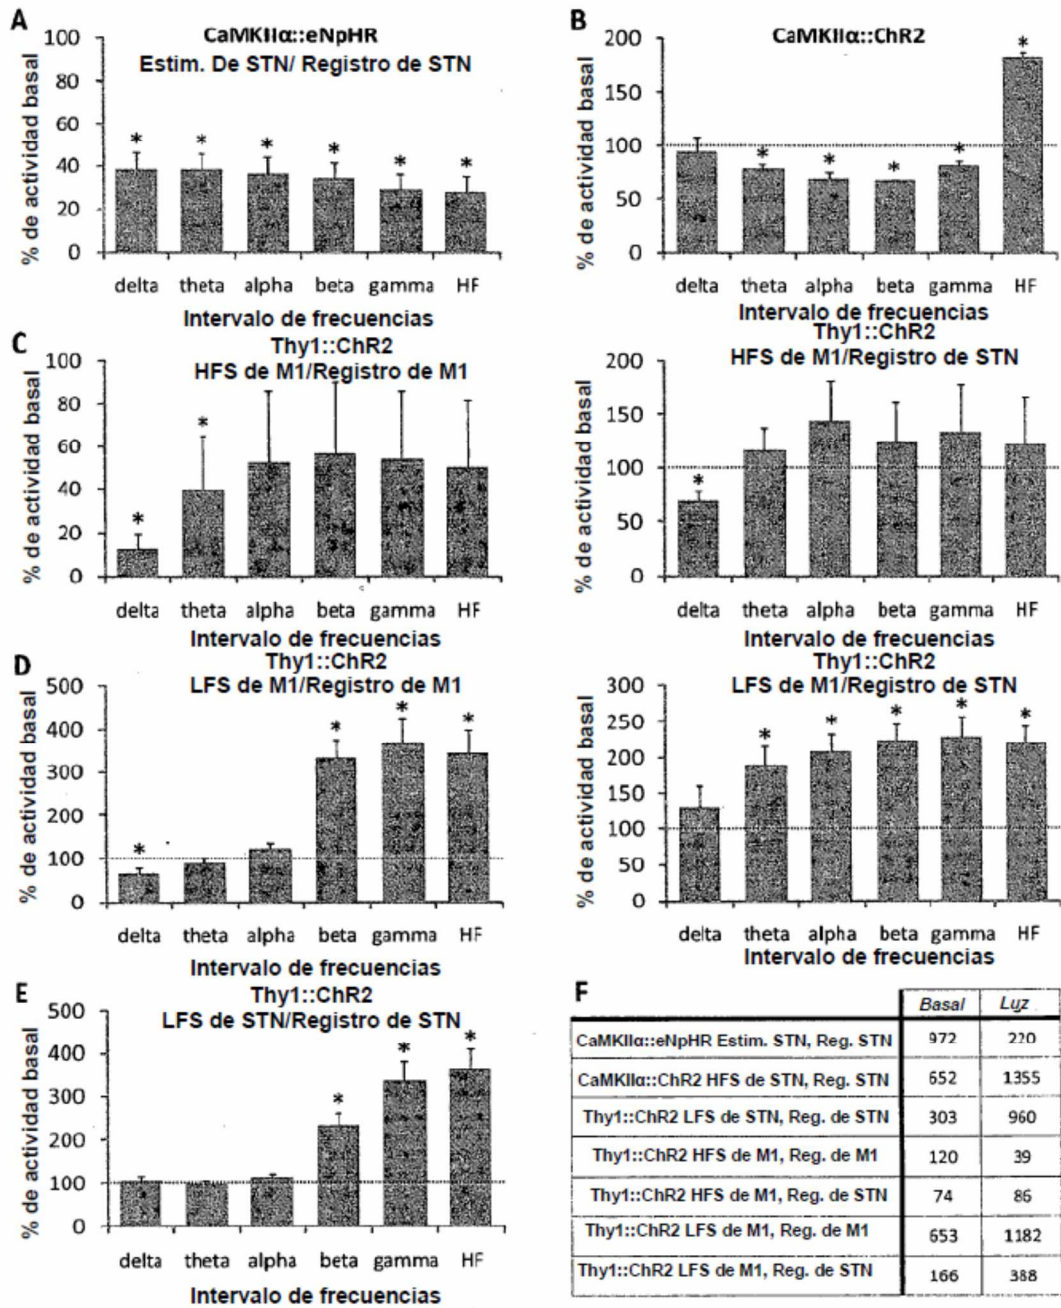 A
CaMKIIα::eNpHR
Estim. De STN/ Registro de STN
% de actividad basal
100
80
60
40
20
0
* * * * * *
delta theta alpha beta gamma HF
Intervalo de frecuencias
B
CaMKIIα::ChR2
% de actividad basal
200
150
100
50
0
* * * * *
delta theta alpha beta gamma HF
Intervalo de frecuencias
C
Thy1::ChR2
HFS de M1/Registro de M1
% de actividad basal
100
80
60
40
20
0
* *
delta theta alpha beta gamma HF
Intervalo de frecuencias
Thy1::ChR2
HFS de M1/Registro de STN
% de actividad basal
200
150
100
50
0
*
delta theta alpha beta gamma HF
Intervalo de frecuencias
D
Thy1::ChR2
LFS de M1/Registro de M1
% de actividad basal
500
400
300
200
100
0
* * * *
delta theta alpha beta gamma HF
Intervalo de frecuencias
Thy1::ChR2
LFS de M1/Registro de STN
% de actividad basal
300
250
200
150
100
50
0
* * * * *
delta theta alpha beta gamma HF
Intervalo de frecuencias
E
Thy1::ChR2
LFS de STN/Registro de STN
% de actividad basal
500
400
300
200
100
0
* * *
delta theta alpha beta gamma HF
Intervalo de frecuencias
F
Basal Luz
CaMKIIα::eNpHR Estim. STN, Reg. STN 972 220
CaMKIIα::ChR2 HFS de STN, Reg. STN 652 1355
Thy1::ChR2 LFS de STN, Reg. de STN 303 960
Thy1::ChR2 HFS de M1, Reg. de M1 120 39
Thy1::ChR2 HFS de M1, Reg. de STN 74 86
Thy1::ChR2 LFS de M1, Reg. de M1 653 1182
Thy1::ChR2 LFS de M1, Reg. de STN 166 388